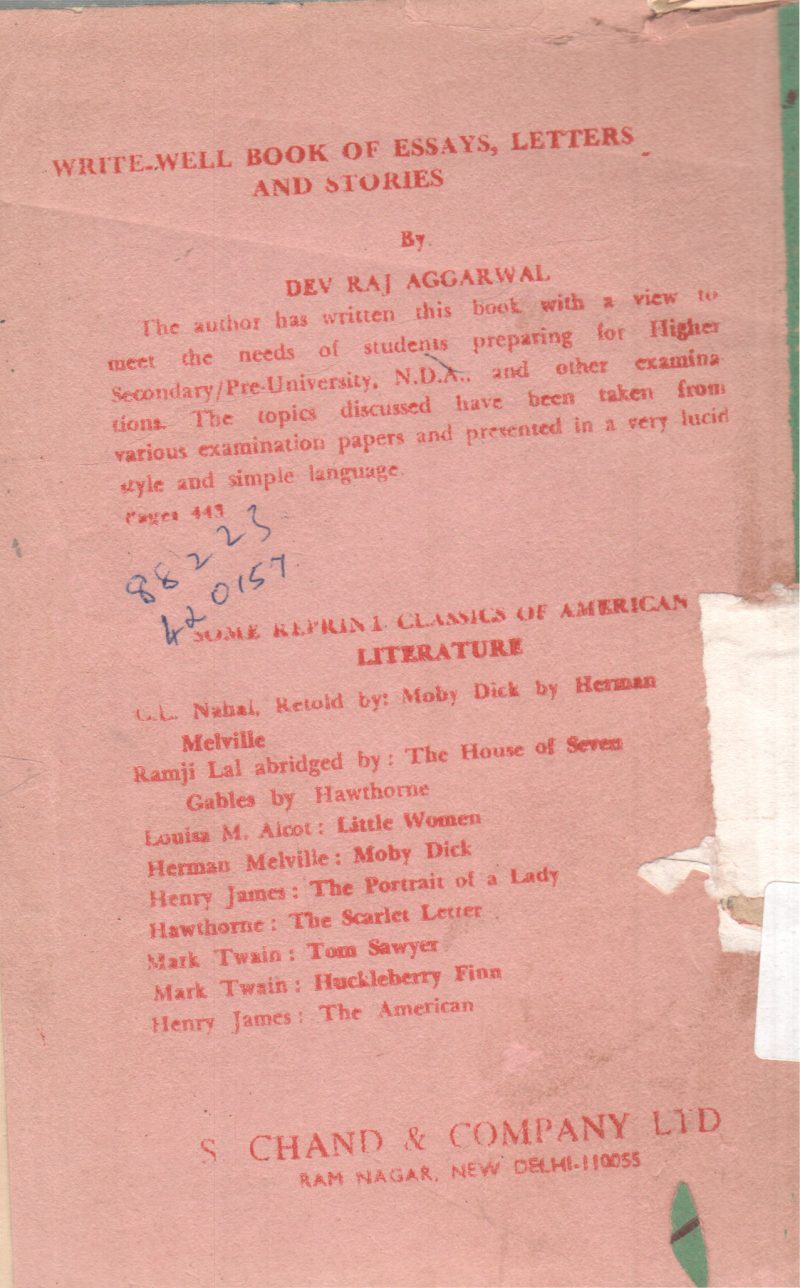 WRITE-WELL BOOK OF ESSAYS, LETTERS
AND STORIES
By
DEV RAJ AGGARWAL
The author has written this book with a view to
meet the needs of students preparing for Higher
Secondary/Pre-University, N.D.A., and other examina
tions. The topics discussed have been taken from
various examination papers and presented in a very lucid
style and simple language.
Pages 443
88223
420157
SOME REPRINT CLASSICS OF AMERICAN
LITERATURE
C.L. Nahal, Retold by: Moby Dick by Herman
Melville
Ramji Lal abridged by : The House of Seven
Gables by Hawthorne
Louisa M. Alcot : Little Women
Herman Melville : Moby Dick
Henry James : The Portrait of a Lady
Hawthorne : The Scarlet Letter
Mark Twain : Tom Sawyer
Mark Twain : Huckleberry Finn
Henry James : The American
S. CHAND & COMPANY LTD
RAM NAGAR, NEW DELHI-110055